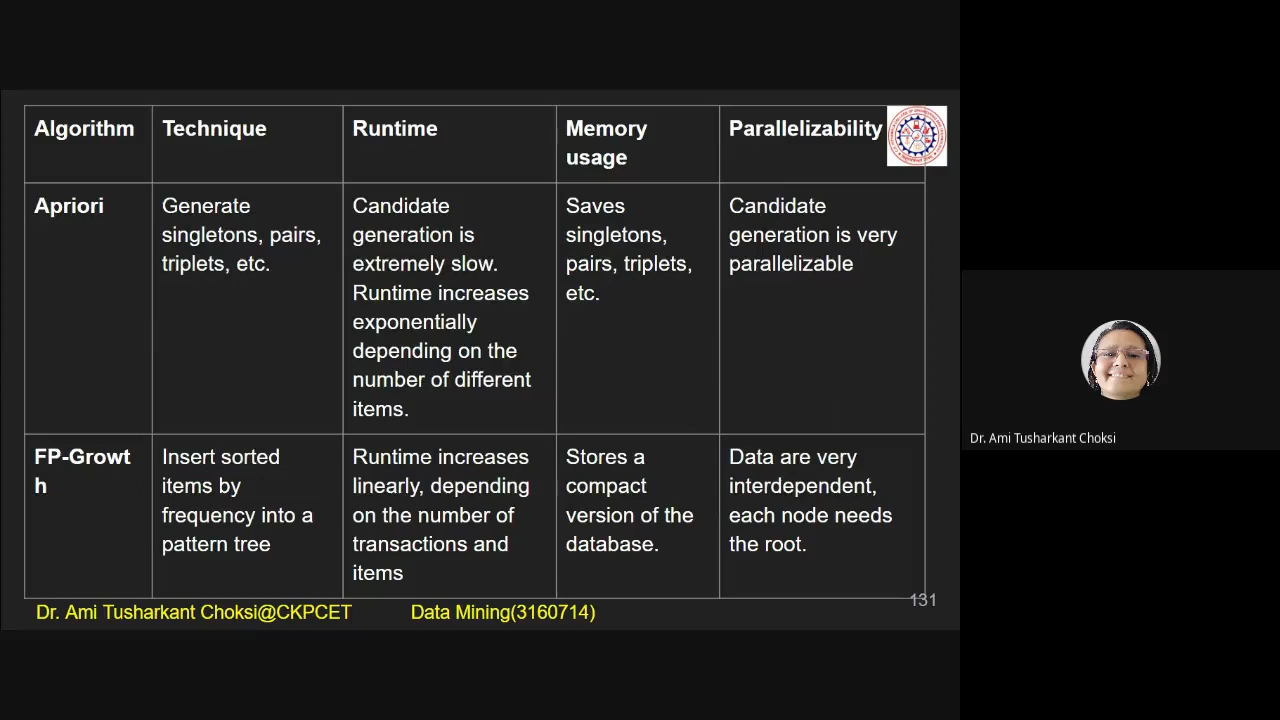 Algorithm
Technique
Runtime
Memory
usage
Parallelizability
Apriori
Generate
singletons, pairs,
triplets, etc.
Candidate
generation is
extremely slow.
Runtime increases
exponentially
depending on the
number of different
items.
Saves
singletons,
pairs, triplets,
etc.
Candidate
generation is very
parallelizable
FP-Growt
h
Insert sorted
items by
frequency into a
pattern tree
Runtime increases
linearly, depending
on the number of
transactions and
items
Stores a
compact
version of the
database.
Data are very
interdependent,
each node needs
the root.
131
Dr. Ami Tusharkant Choksi@CKPCET
Data Mining(3160714)
Dr. Ami Tusharkant Choksi